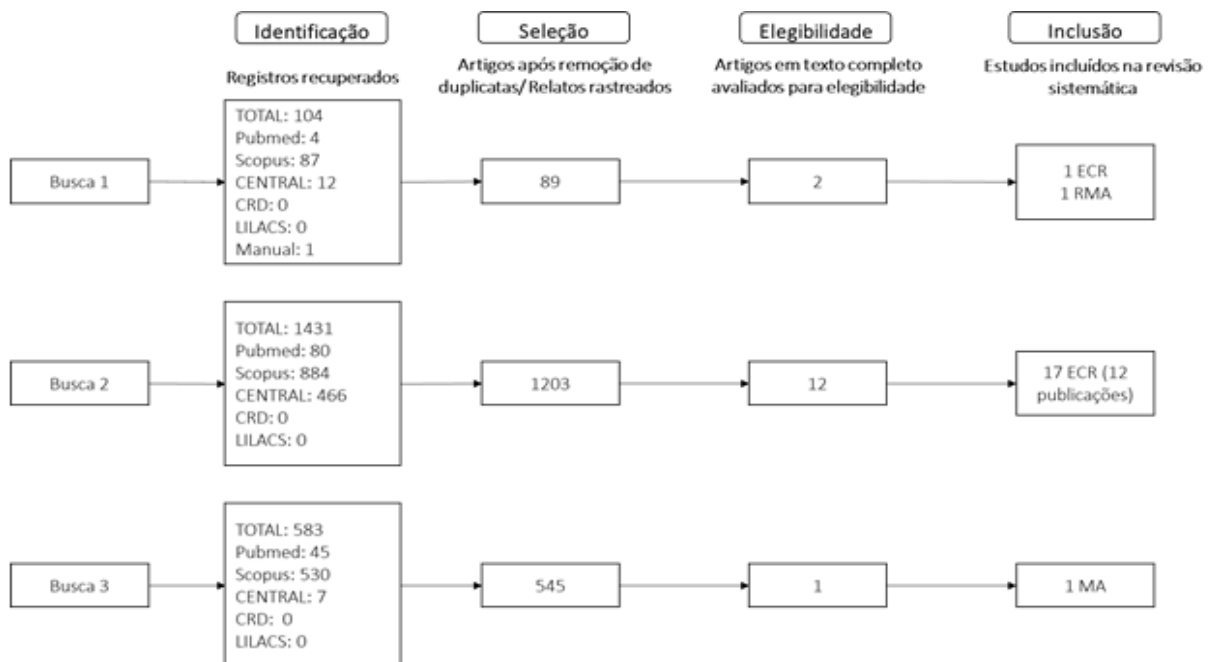 Identificação
Seleção
Elegibilidade
Inclusão
Registros recuperados
Artigos após remoção de
duplicatas/ Relatos rastreados
Artigos em texto completo
avaliados para elegibilidade
Estudos incluídos na revisão
sistemática
Busca 1
TOTAL: 104
Pubmed: 4
Scopus: 87
CENTRAL: 12
CRD: 0
LILACS: 0
Manual: 1
89
2
1 ECR
1 RMA
Busca 2
TOTAL: 1431
Pubmed: 80
Scopus: 884
CENTRAL: 466
CRD: 0
LILACS: 0
1203
12
17 ECR (12
publicações)
Busca 3
TOTAL: 583
Pubmed: 45
Scopus: 530
CENTRAL: 7
CRD: 0
LILACS: 0
545
1
1 MA